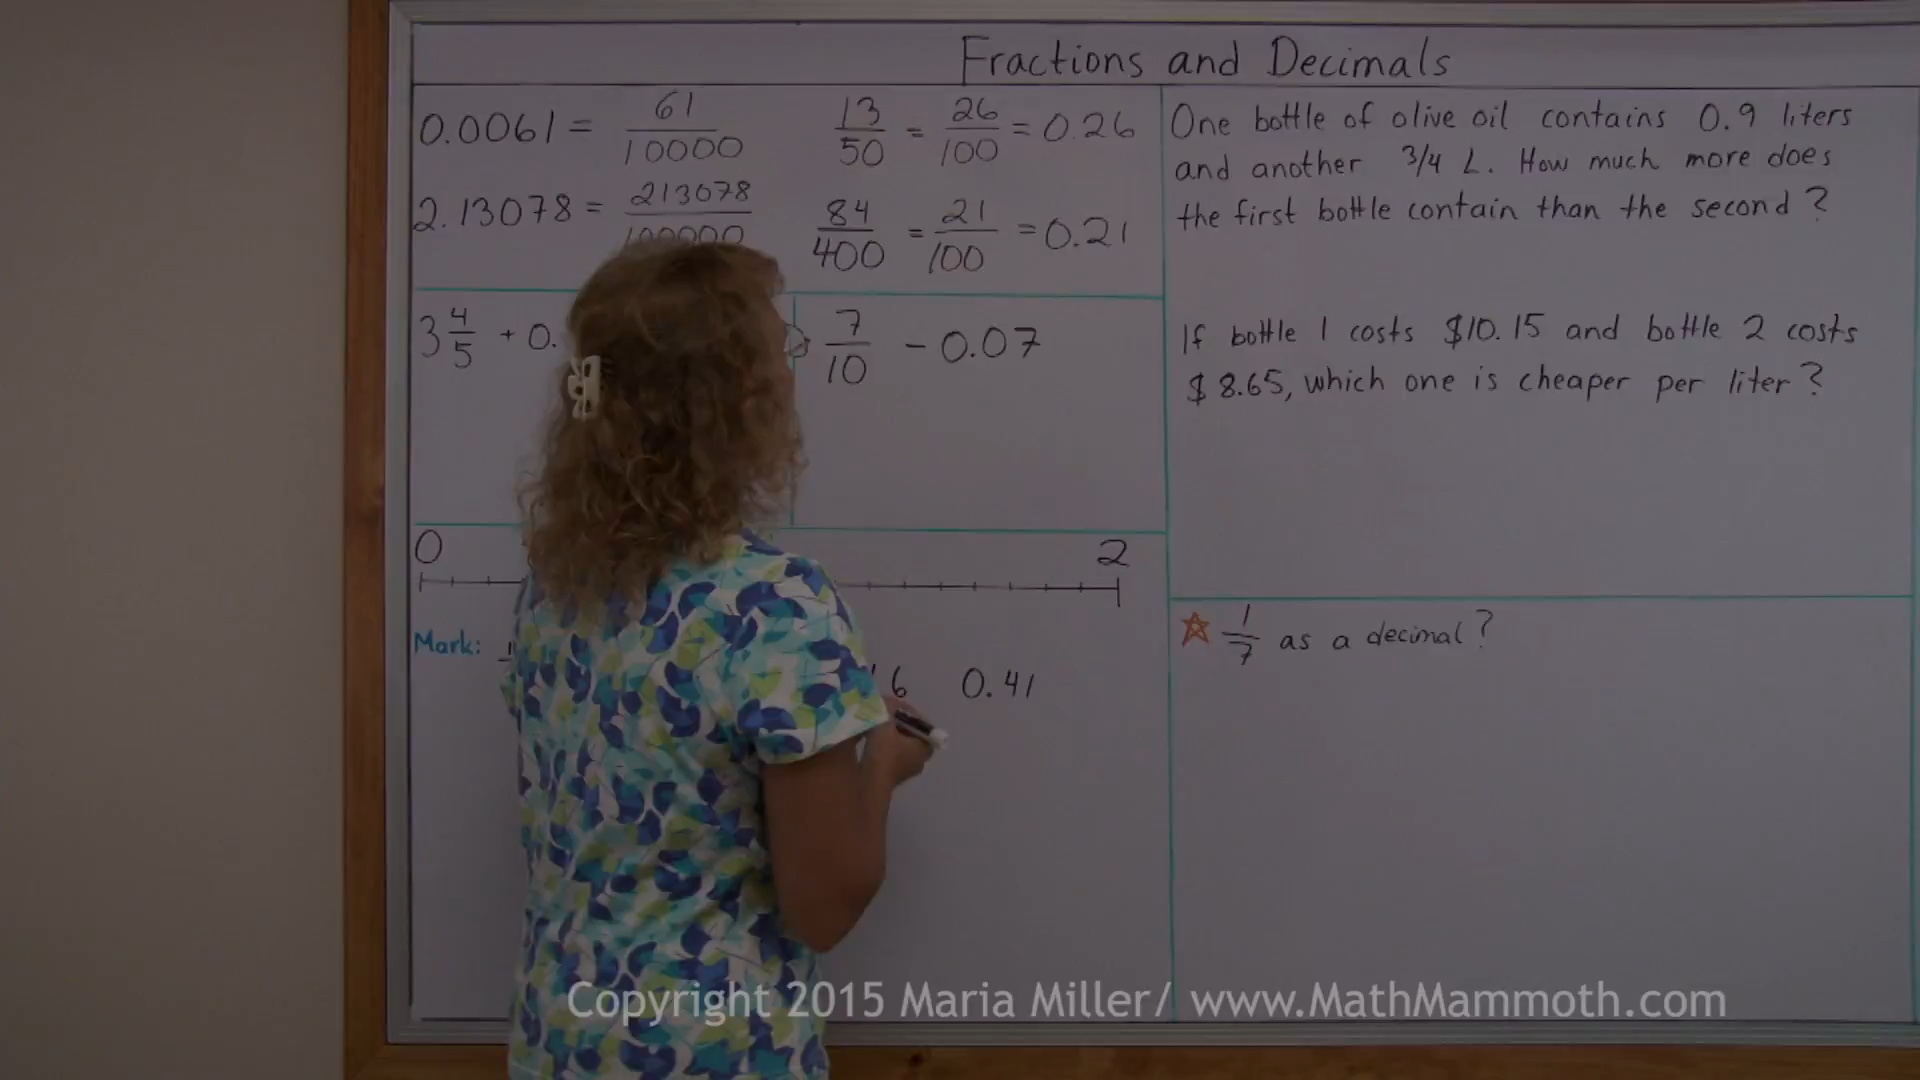 Fractions and Decimals
0.0061 = 61/10000
13/50 = 26/100 = 0.26
2.13078 = 213078/100000
84/400 = 21/100 = 0.21
3 4/5 + 0.
7/10 - 0.07
0 2
Mark:
6 0.41
One bottle of olive oil contains 0.9 liters
and another 3/4 L. How much more does
the first bottle contain than the second?
If bottle 1 costs $10.15 and bottle 2 costs
$8.65, which one is cheaper per liter?
1/7 as a decimal?
Copyright 2015 Maria Miller/ www.MathMammoth.com